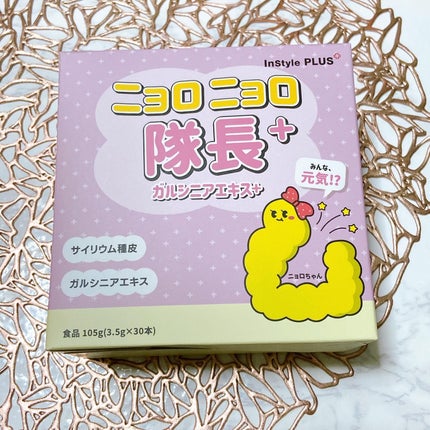 InStyle PLUS+
ニョロニョロ
隊長+
ガルシニアエキス+
みんな、
元気!?
サイリウム種皮
ガルシニアエキス
ニョロちゃん
食品 105g(3.5g×30本)